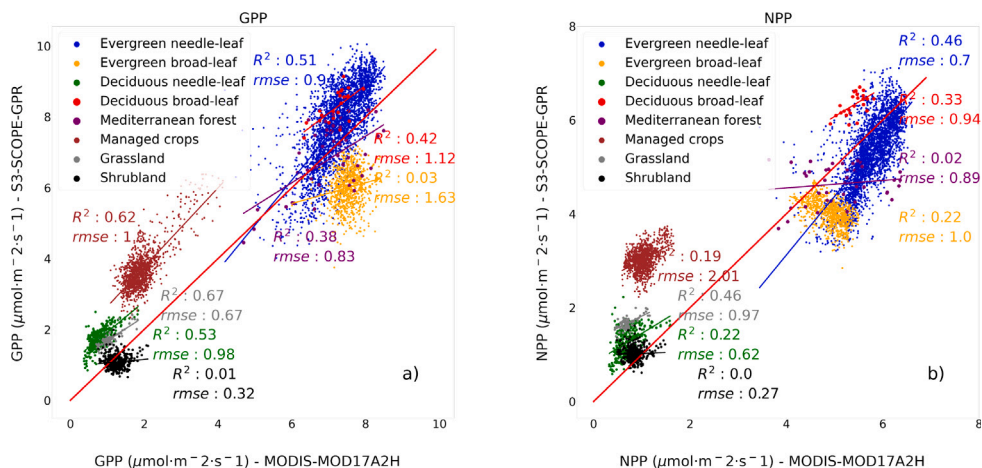 GPP
GPP (μmol·m−2·s−1) - S3-SCOPE-GPR
10
8
6
4
2
0
Evergreen needle-leaf
Evergreen broad-leaf
Deciduous needle-leaf
Deciduous broad-leaf
Mediterranean forest
Managed crops
Grassland
Shrubland
R² : 0.51
rmse : 0.9
R² : 0.42
rmse : 1.12
R² : 0.03
rmse : 1.63
R² : 0.62
rmse : 1.
R² : 0.38
rmse : 0.83
R² : 0.67
rmse : 0.67
R² : 0.53
rmse : 0.98
R² : 0.01
rmse : 0.32
a)
0 2 4 6 8 10
GPP (μmol·m−2·s−1) - MODIS-MOD17A2H
NPP
NPP (μmol·m−2·s−1) - S3-SCOPE-GPR
8
6
4
2
0
Evergreen needle-leaf
Evergreen broad-leaf
Deciduous needle-leaf
Deciduous broad-leaf
Mediterranean forest
Managed crops
Grassland
Shrubland
R² : 0.46
rmse : 0.7
R² : 0.33
rmse : 0.94
R² : 0.02
rmse : 0.89
R² : 0.22
rmse : 1.0
R² : 0.19
rmse : 2.01
R² : 0.46
rmse : 0.97
R² : 0.22
rmse : 0.62
R² : 0.0
rmse : 0.27
b)
0 1 2 3 4 5 6 7 8
NPP (μmol·m−2·s−1) - MODIS-MOD17A2H